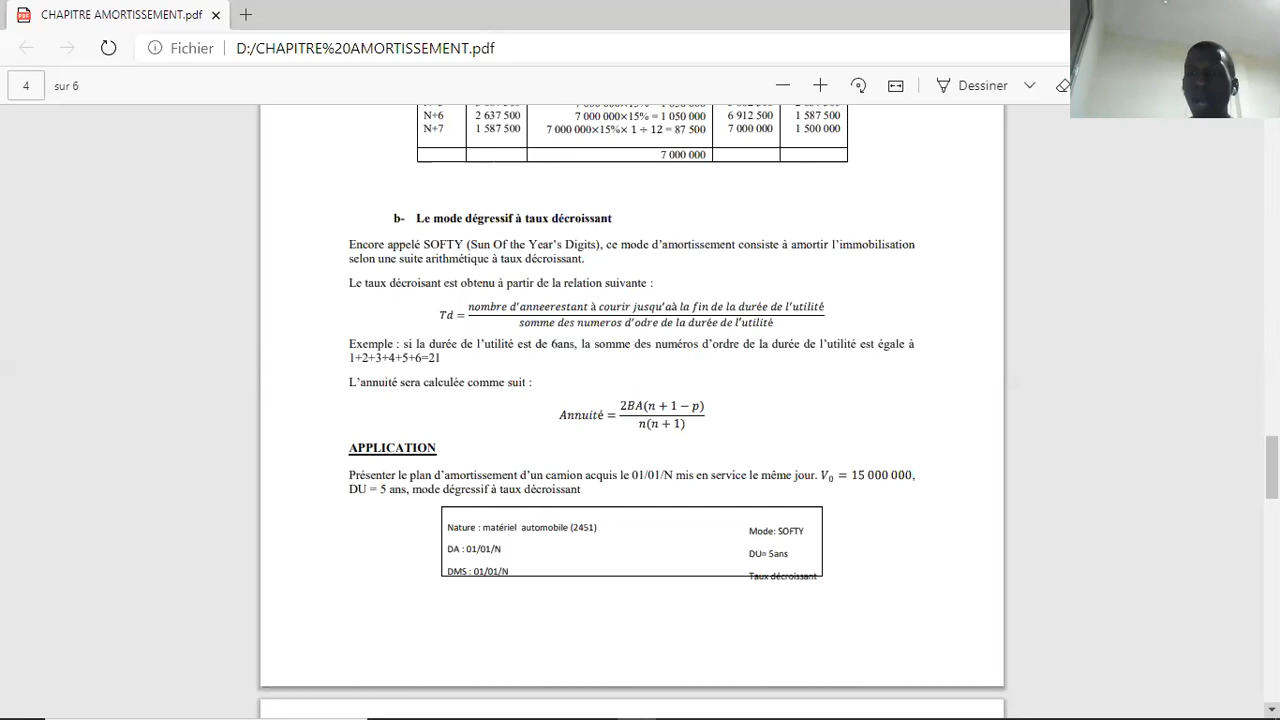 CHAPITRE AMORTISSEMENT.pdf
Fichier D:/CHAPITRE%20AMORTISSEMENT.pdf
4 sur 6
Dessiner
N+6 2 637 500 7 000 000×15% = 1 050 000 6 912 500 1 587 500
N+7 1 587 500 7 000 000×15%× 1 ÷ 12 = 87 500 7 000 000 1 500 000
7 000 000
b- Le mode dégressif à taux décroissant
Encore appelé SOFTY (Sun Of the Year's Digits), ce mode d'amortissement consiste à amortir l'immobilisation
selon une suite arithmétique à taux décroissant.
Le taux décroisant est obtenu à partir de la relation suivante :
Td = nombre d'anneerestant à courir jusqu'aà la fin de la durée de l'utilité
somme des numeros d'odre de la durée de l'utilité
Exemple : si la durée de l'utilité est de 6ans, la somme des numéros d'ordre de la durée de l'utilité est égale à
1+2+3+4+5+6=21
L'annuité sera calculée comme suit :
Annuité = 2BA(n + 1 − p)
n(n + 1)
APPLICATION
Présenter le plan d'amortissement d'un camion acquis le 01/01/N mis en service le même jour. V₀ = 15 000 000,
DU = 5 ans, mode dégressif à taux décroissant
Nature : matériel automobile (2451)
Mode: SOFTY
DA : 01/01/N
DU= 5ans
DMS : 01/01/N
Taux décroissant